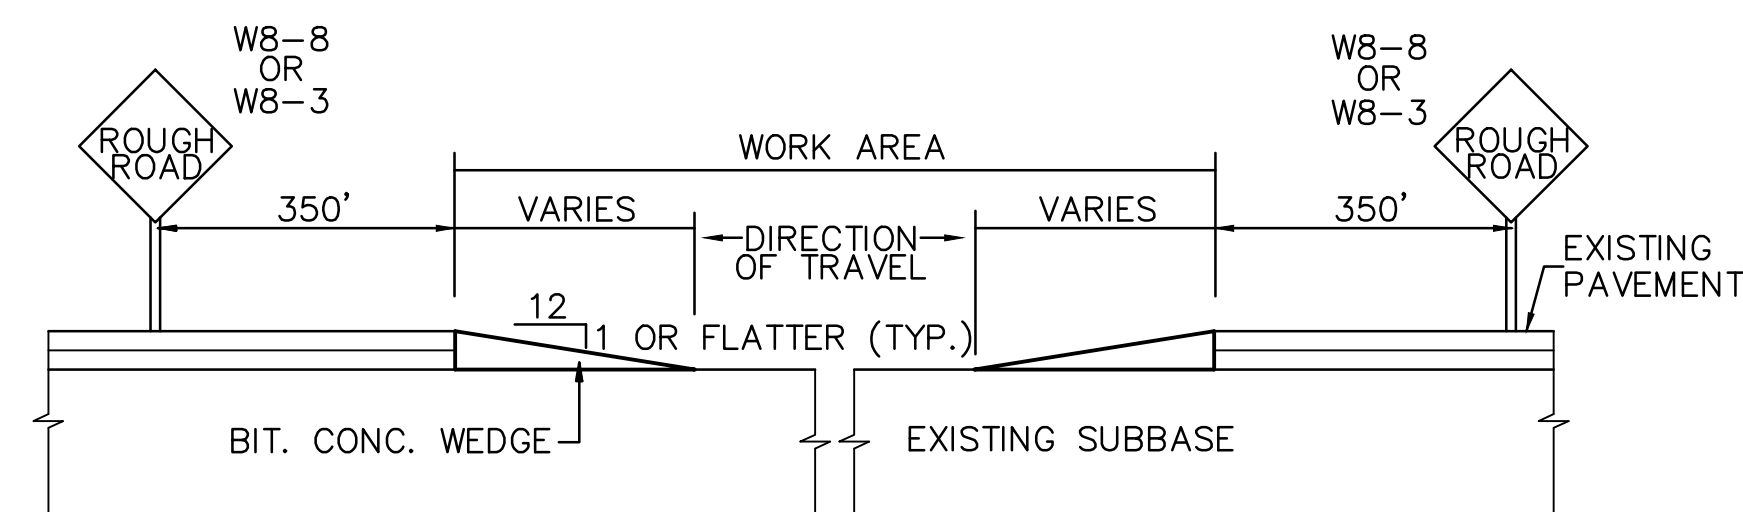 W8-8
OR
W8-3
ROUGH
ROAD
W8-8
OR
W8-3
ROUGH
ROAD
WORK AREA
350'
VARIES
VARIES
350'
DIRECTION
OF TRAVEL
EXISTING
PAVEMENT
12
1 OR FLATTER (TYP.)
BIT. CONC. WEDGE
EXISTING SUBBASE